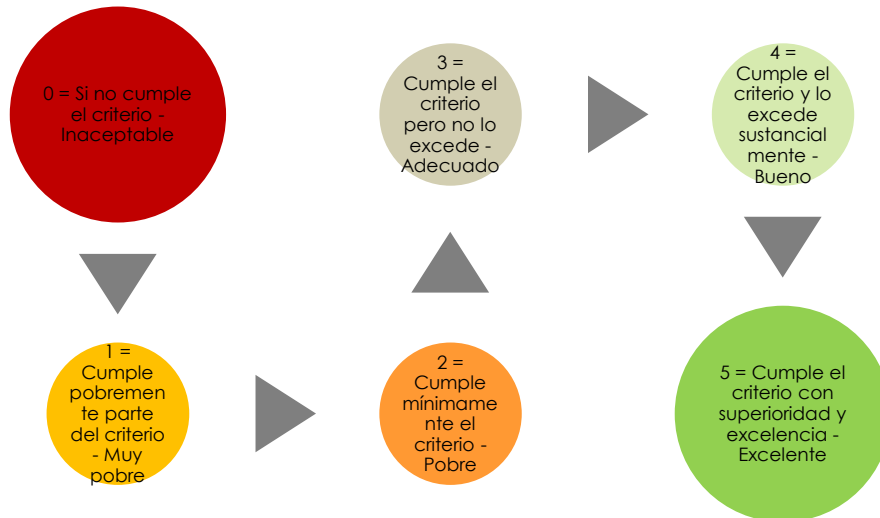 0 = Si no cumple
el criterio -
Inaceptable
1 =
Cumple
pobremen
te parte
del criterio
- Muy
pobre
2 =
Cumple
mínimame
nte el
criterio -
Pobre
3 =
Cumple el
criterio
pero no lo
excede -
Adecuado
4 =
Cumple el
criterio y lo
excede
sustancial
mente -
Bueno
5 = Cumple el
criterio con
superioridad y
excelencia -
Excelente